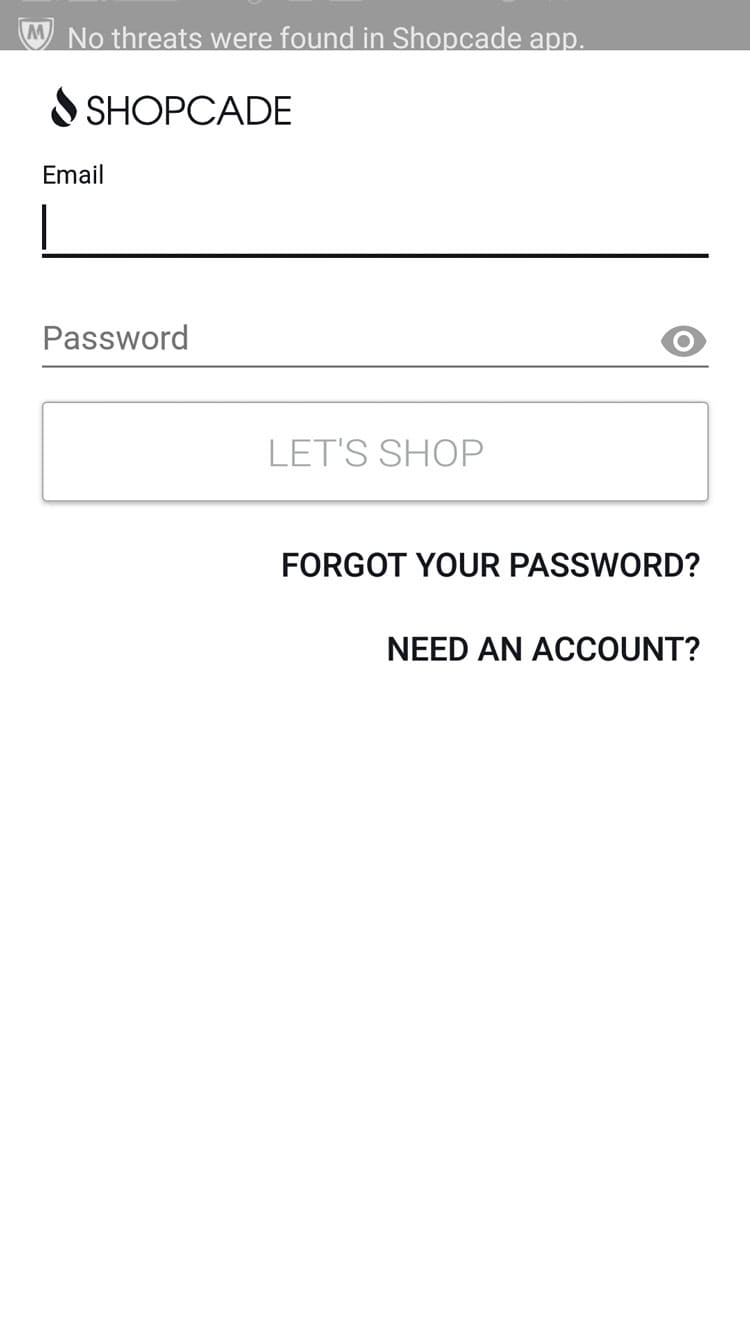 No threats were found in Shopcade app.
SHOPCADE
Email
Password
LET'S SHOP
FORGOT YOUR PASSWORD?
NEED AN ACCOUNT?